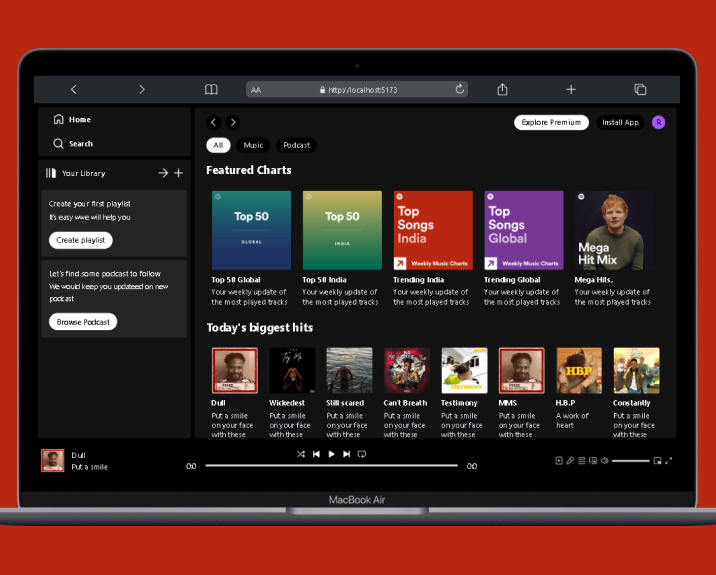 AA
http://localhost:5173
Home
Search
Your Library
Create your first playlist
It's easy wwe will help you
Create playlist
Let's find some podcast to follow
We would keep you updateed on new
podcast
Browse Podcast
Explore Premium
Install App
R
All
Music
Podcast
Featured Charts
Top 50
GLOBAL
Top 50 Global
Your weekly update of
the most played tracks
Top 50
INDIA
Top 50 India
Your weekly update of
the most played tracks
Top
Songs
India
Weekly Music Charts
Trending India
Your weekly update of
the most played tracks
Top
Songs
Global
Weekly Music Charts
Trending Global
Your weekly update of
the most played tracks
Mega
Hit Mix
Mega Hits,
Your weekly update of
the most played tracks
Today's biggest hits
Dull
Put a smile
on your face
with these
Wickedest
Put a smile
on your face
with these
Still scared
Put a smile
on your face
with these
Can't Breath
Put a smile
on your face
with these
TESTIMONY
Testimony
Put a smile
on your face
with these
MMS
Put a smile
on your face
with these
HBP
H.B.P
A work of
heart
Constantly
Put a smile
on your face
with these
Dull
Put a smile
0:0
0:0
MacBook Air